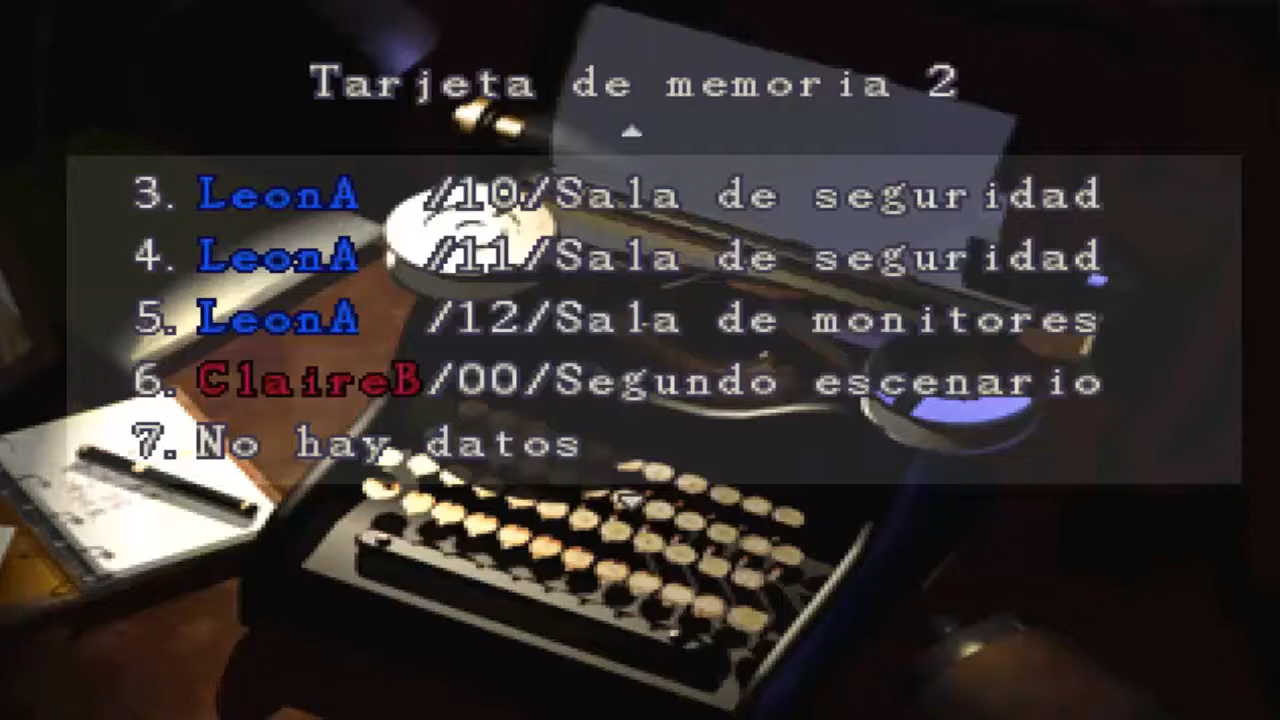 Tarjeta de memoria 2
3. LeonA /10/Sala de seguridad
4. LeonA /11/Sala de seguridad
5. LeonA /12/Sala de monitores
6. ClaireB/00/Segundo escenario
7. No hay datos